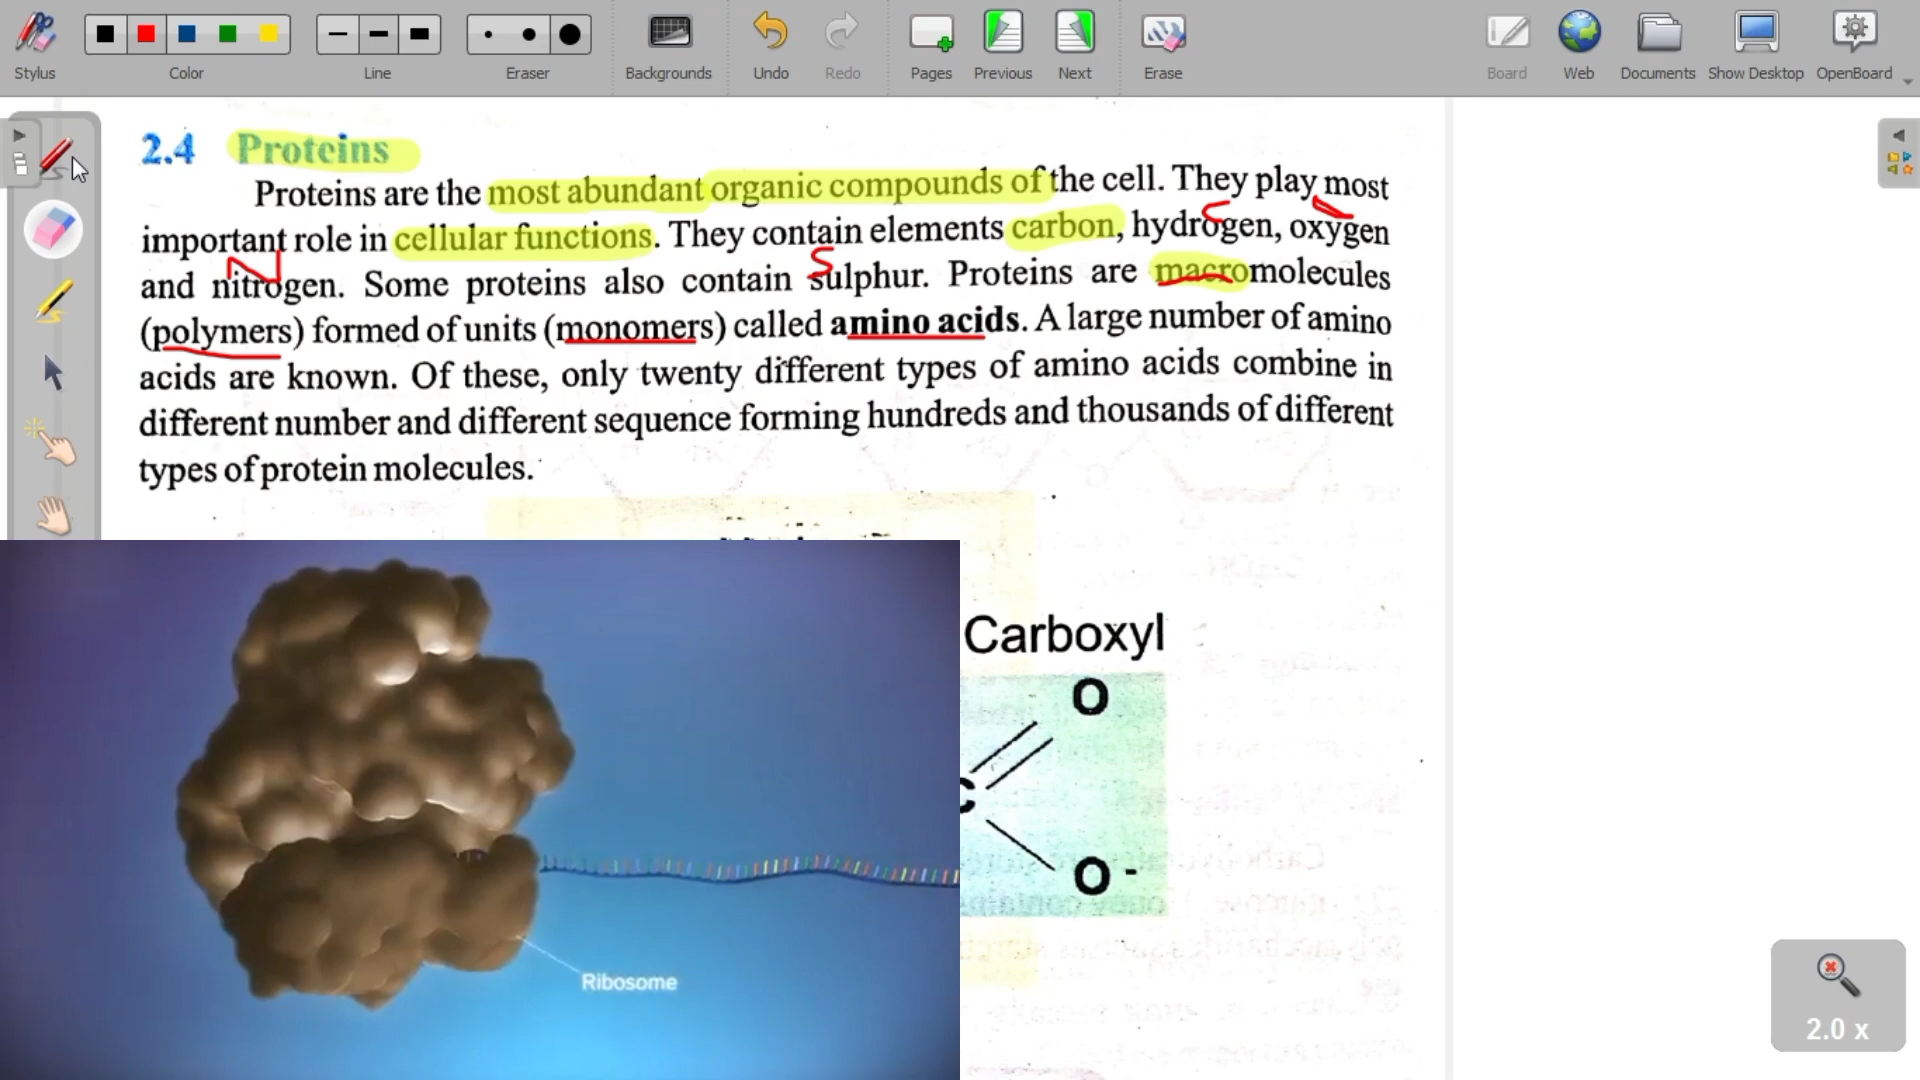 Stylus
Color
Line
Eraser
Backgrounds
Undo
Redo
Pages
Previous
Next
Erase
Board
Web
Documents
Show Desktop
OpenBoard
2.4 Proteins
Proteins are the most abundant organic compounds of the cell. They play most
important role in cellular functions. They contain elements carbon, hydrogen, oxygen
and nitrogen. Some proteins also contain sulphur. Proteins are macromolecules
(polymers) formed of units (monomers) called amino acids. A large number of amino
acids are known. Of these, only twenty different types of amino acids combine in
different number and different sequence forming hundreds and thousands of different
types of protein molecules.
N
S
Carboxyl
O
C
O -
Ribosome
2.0 x